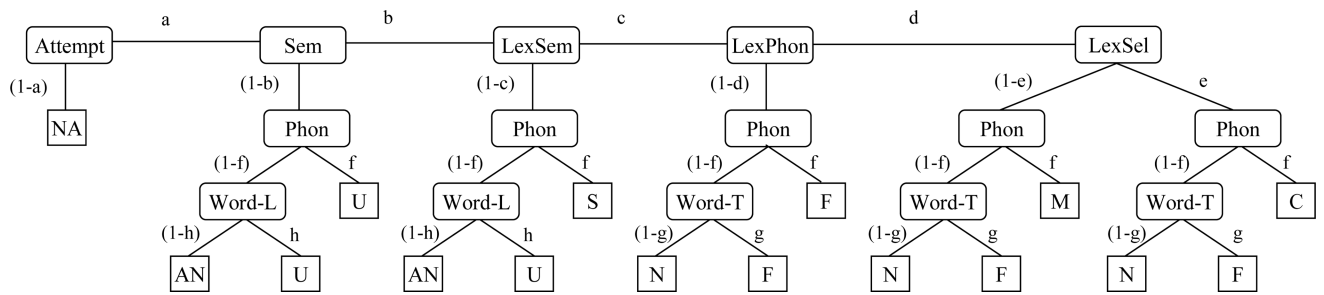 a b c d
Attempt Sem LexSem LexPhon LexSel
(1-a) (1-b) (1-c) (1-d) (1-e) e
NA Phon Phon Phon Phon Phon
(1-f) f (1-f) f (1-f) f (1-f) f (1-f) f
Word-L U Word-L S Word-T F Word-T M Word-T C
(1-h) h (1-h) h (1-g) g (1-g) g (1-g) g
AN U AN U N F N F N F